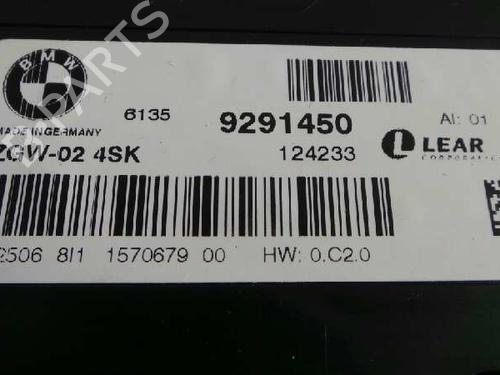 BMW
6135
9291450
AI: 01
MADE IN GERMANY
ZGW-02 4SK
124233
LEAR
CORPORATION
2506 8I1 1570679 00 HW: 0.C2.0